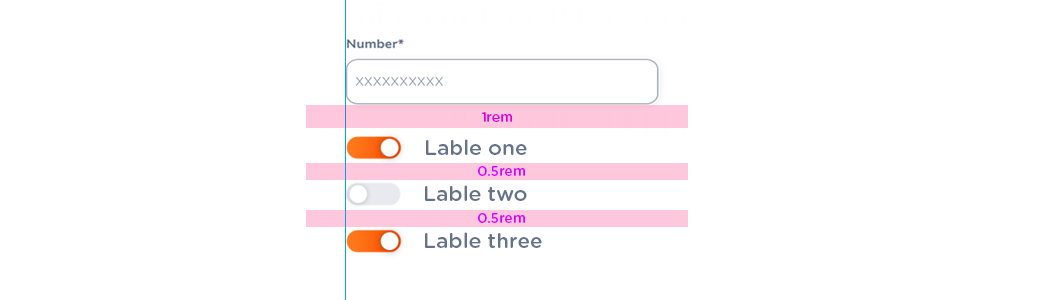 Number*
XXXXXXXXXX
1rem
Lable one
0.5rem
Lable two
0.5rem
Lable three